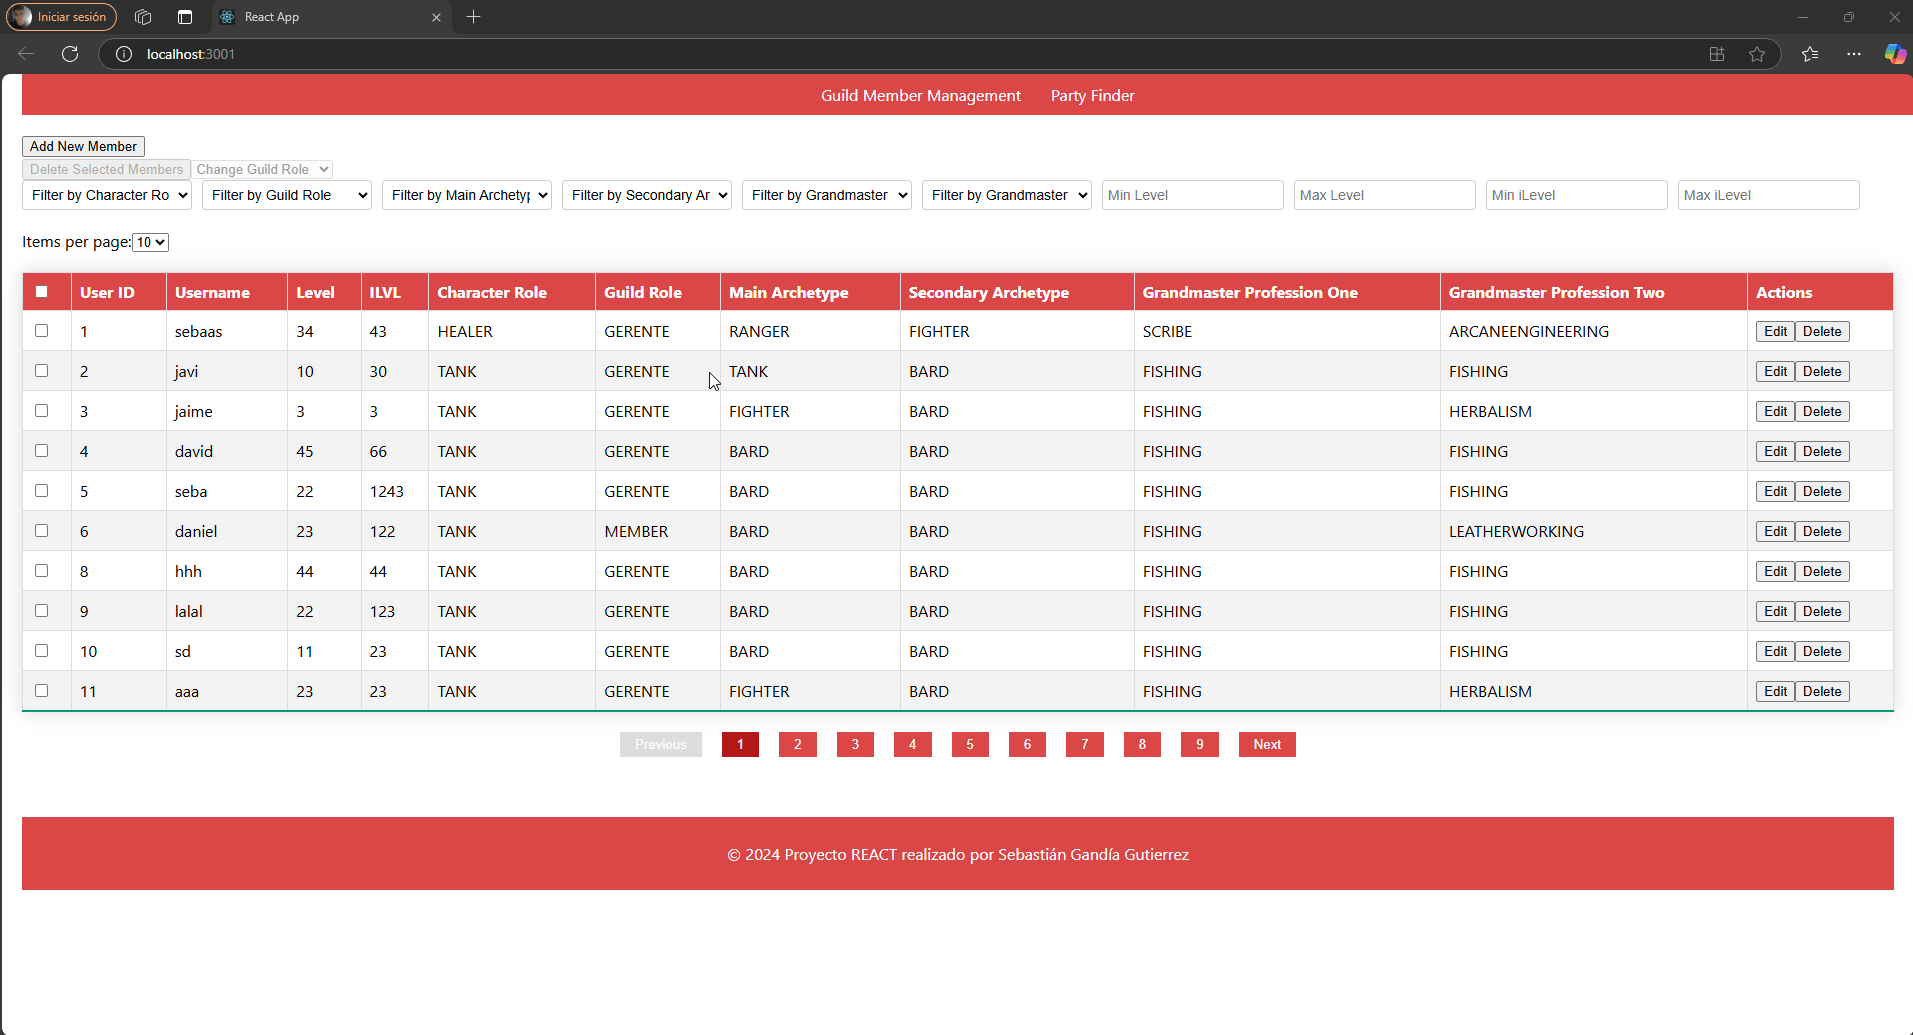 Iniciar sesión
React App
localhost:3001
Guild Member Management Party Finder
Add New Member
Delete Selected Members Change Guild Role
Filter by Character Ro Filter by Guild Role Filter by Main Archetyp Filter by Secondary Ar Filter by Grandmaster Filter by Grandmaster Min Level Max Level Min iLevel Max iLevel
Items per page: 10
User ID Username Level ILVL Character Role Guild Role Main Archetype Secondary Archetype Grandmaster Profession One Grandmaster Profession Two Actions
1 sebaas 34 43 HEALER GERENTE RANGER FIGHTER SCRIBE ARCANEENGINEERING Edit Delete
2 javi 10 30 TANK GERENTE TANK BARD FISHING FISHING Edit Delete
3 jaime 3 3 TANK GERENTE FIGHTER BARD FISHING HERBALISM Edit Delete
4 david 45 66 TANK GERENTE BARD BARD FISHING FISHING Edit Delete
5 seba 22 1243 TANK GERENTE BARD BARD FISHING FISHING Edit Delete
6 daniel 23 122 TANK MEMBER BARD BARD FISHING LEATHERWORKING Edit Delete
8 hhh 44 44 TANK GERENTE BARD BARD FISHING FISHING Edit Delete
9 lalal 22 123 TANK GERENTE BARD BARD FISHING FISHING Edit Delete
10 sd 11 23 TANK GERENTE BARD BARD FISHING FISHING Edit Delete
11 aaa 23 23 TANK GERENTE FIGHTER BARD FISHING HERBALISM Edit Delete
Previous 1 2 3 4 5 6 7 8 9 Next
© 2024 Proyecto REACT realizado por Sebastián Gandía Gutierrez